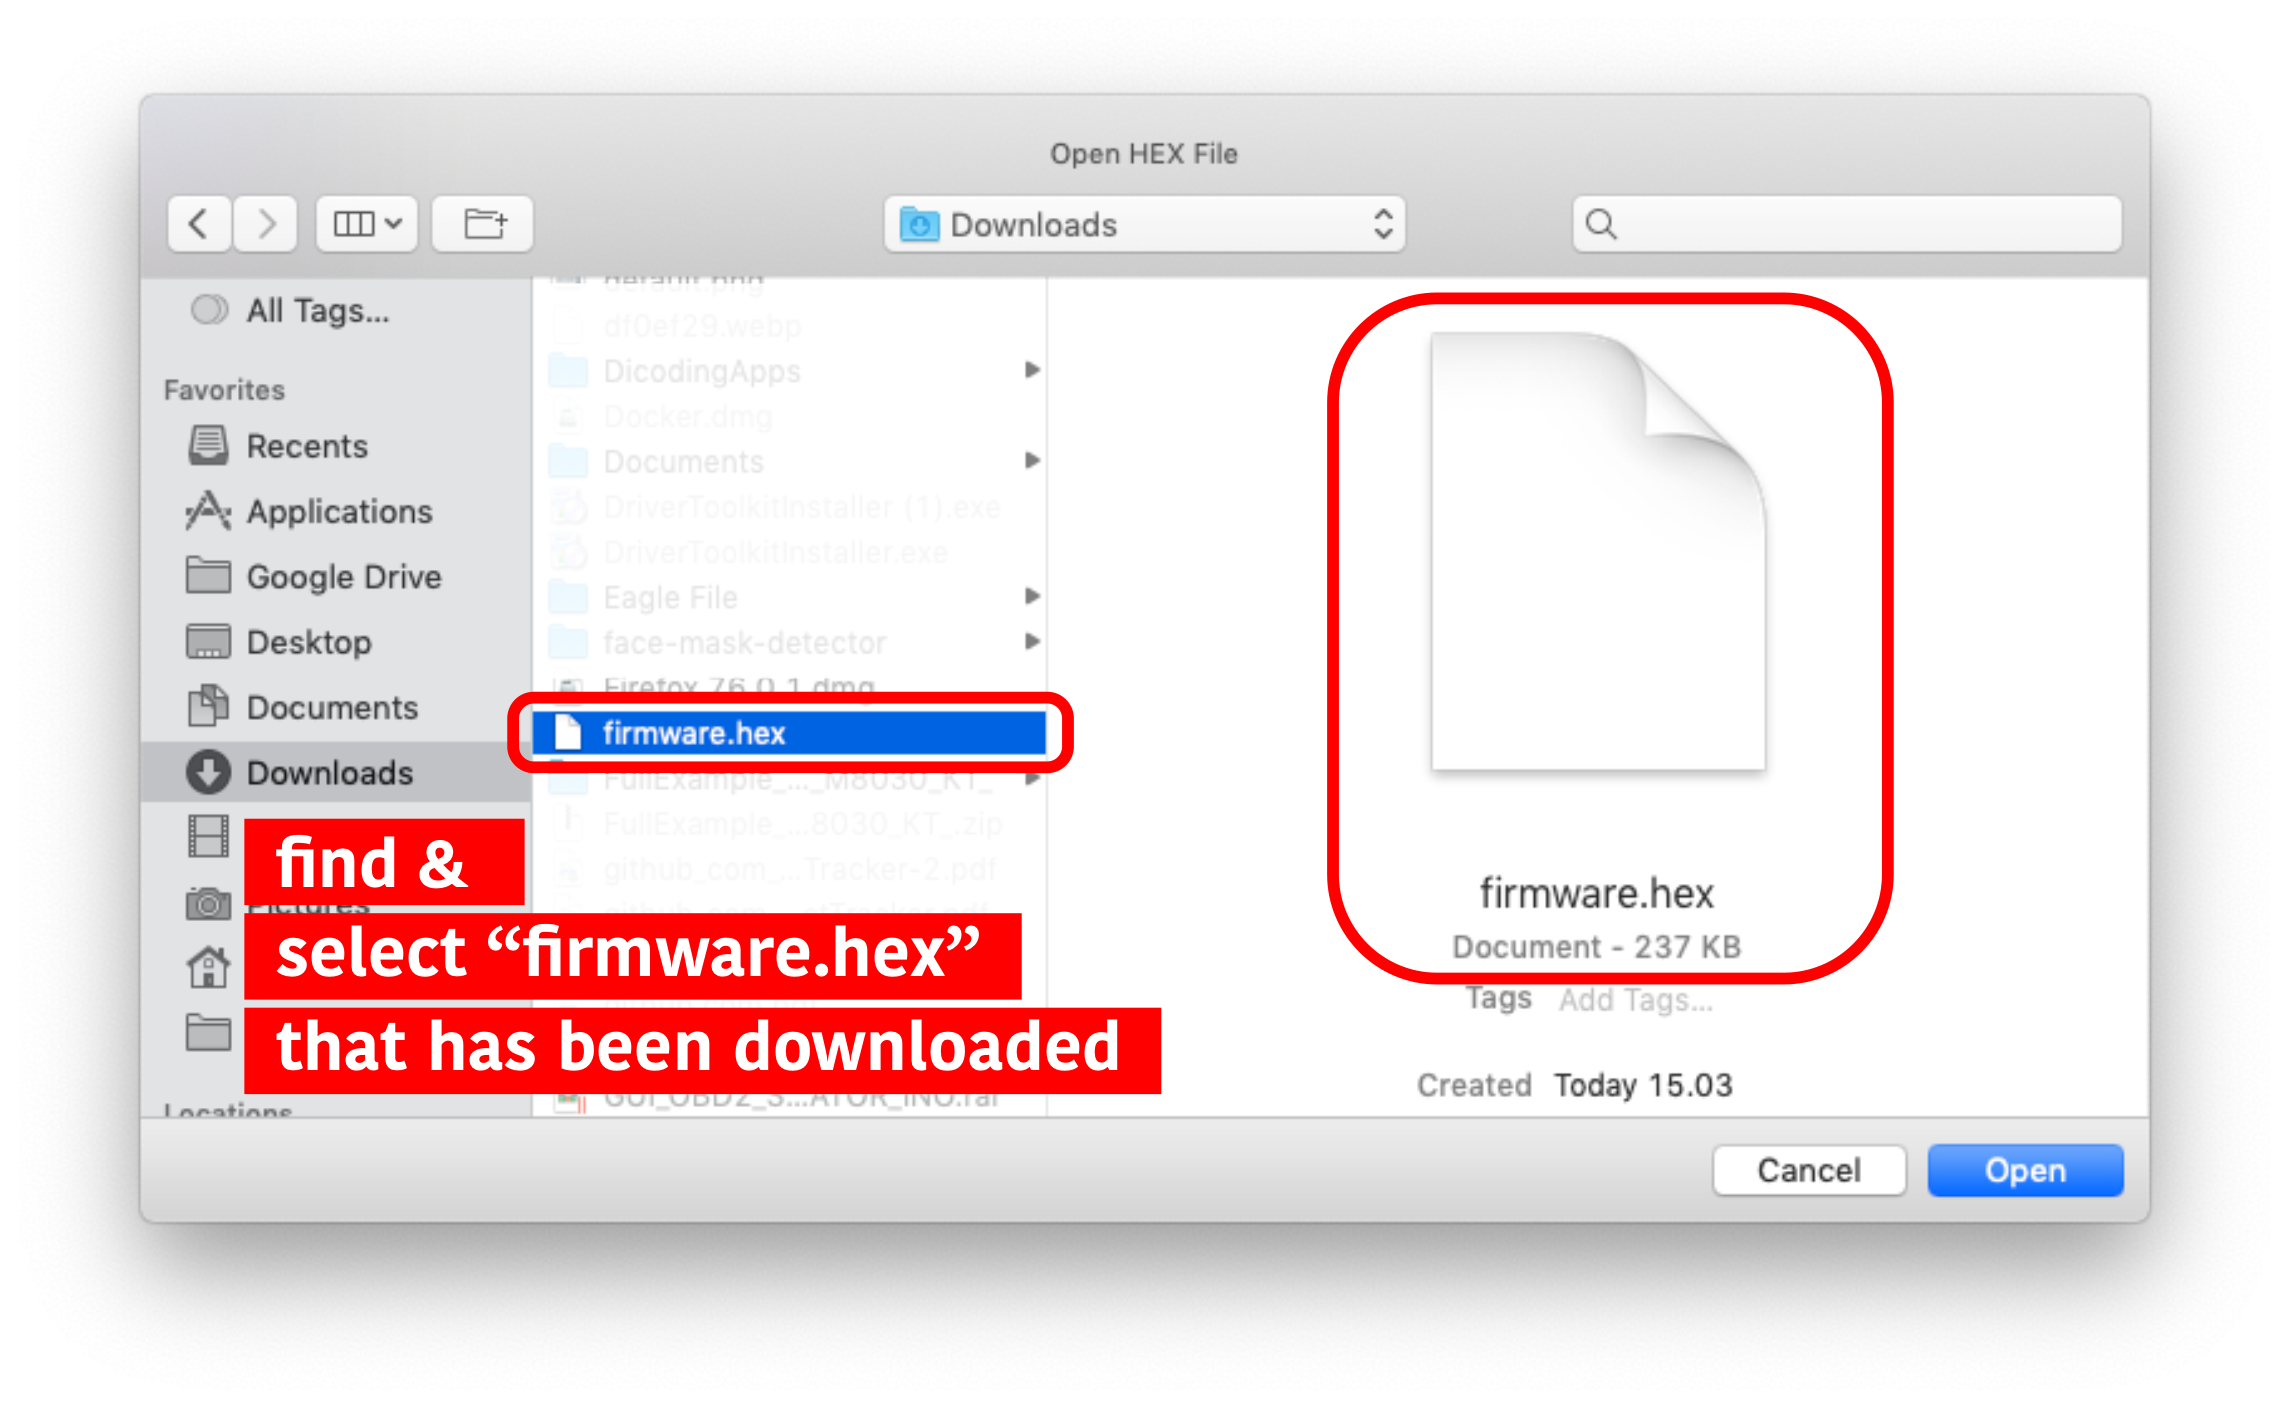 Open HEX File
Downloads
All Tags...
Favorites
Recents
Applications
Google Drive
Desktop
Documents
Downloads
Pictures
Locations
default.png
df0ef29.webp
DicodingApps
Docker.dmg
Documents
DriverToolkitInstaller (1).exe
DriverToolkitInstaller.exe
Eagle File
face-mask-detector
Firefox 76.0.1.dmg
firmware.hex
FullExample_..._M8030_KT_
FullExample_...8030_KT_.zip
github_com_...Tracker-2.pdf
GUI_OBD2_S...ATOR_INO.rar
find &
select “firmware.hex”
that has been downloaded
firmware.hex
Document - 237 KB
Tags Add Tags...
Created Today 15.03
Cancel
Open